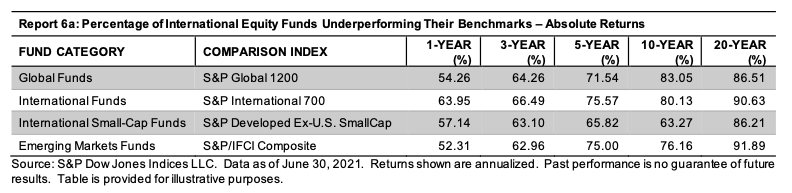 Report 6a: Percentage of International Equity Funds Underperforming Their Benchmarks – Absolute Returns
FUND CATEGORY COMPARISON INDEX 1-YEAR (%) 3-YEAR (%) 5-YEAR (%) 10-YEAR (%) 20-YEAR (%)
Global Funds S&P Global 1200 54.26 64.26 71.54 83.05 86.51
International Funds S&P International 700 63.95 66.49 75.57 80.13 90.63
International Small-Cap Funds S&P Developed Ex-U.S. SmallCap 57.14 63.10 65.82 63.27 86.21
Emerging Markets Funds S&P/IFCI Composite 52.31 62.96 75.00 76.16 91.89
Source: S&P Dow Jones Indices LLC. Data as of June 30, 2021. Returns shown are annualized. Past performance is no guarantee of future
results. Table is provided for illustrative purposes.